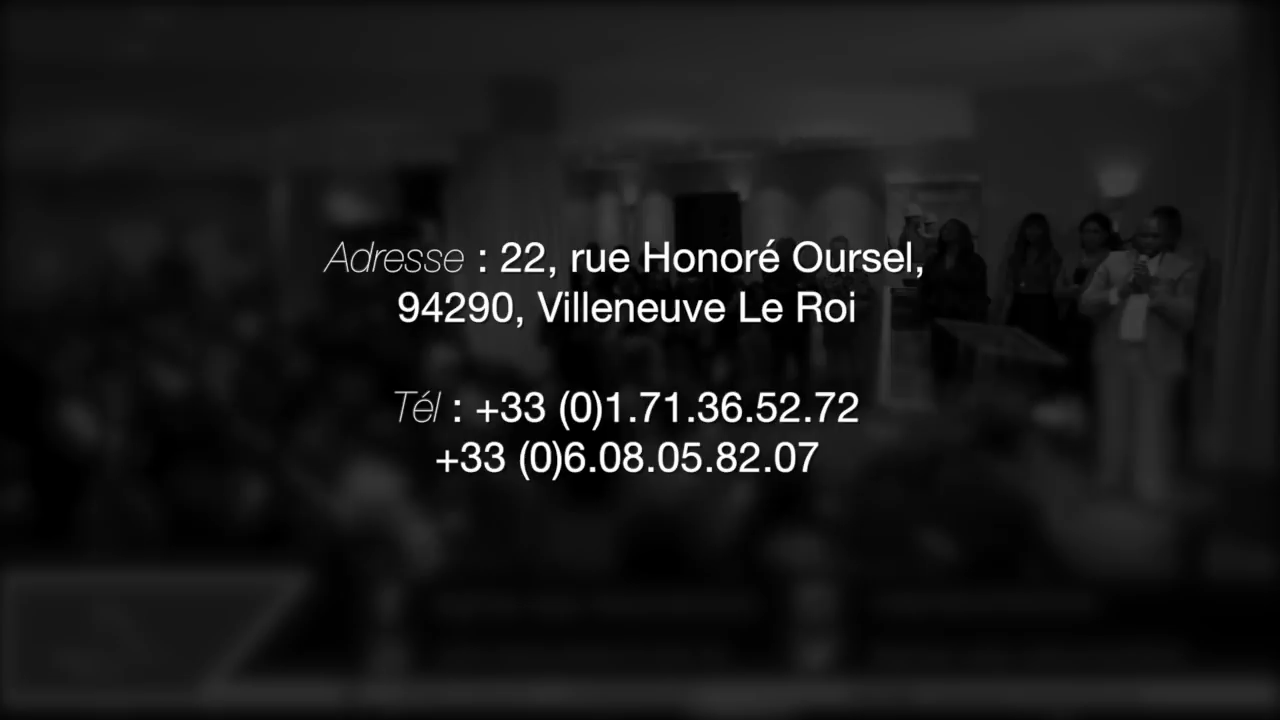 Adresse : 22, rue Honoré Oursel,
94290, Villeneuve Le Roi
Tél : +33 (0)1.71.36.52.72
+33 (0)6.08.05.82.07